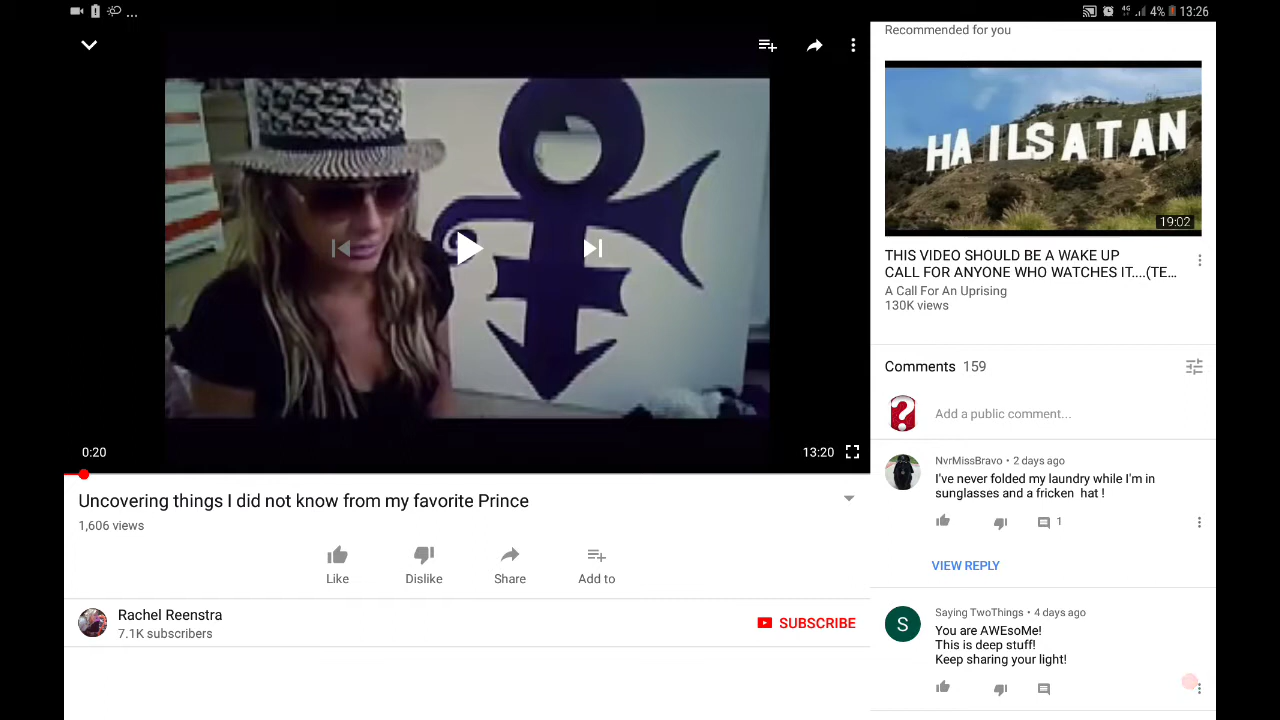 4G 4% 13:26
Recommended for you
HAILSATAN
19:02
THIS VIDEO SHOULD BE A WAKE UP
CALL FOR ANYONE WHO WATCHES IT....(TE...
A Call For An Uprising
130K views
0:20
13:20
Uncovering things I did not know from my favorite Prince
1,606 views
Like
Dislike
Share
Add to
Rachel Reenstra
7.1K subscribers
SUBSCRIBE
Comments 159
Add a public comment...
NvrMissBravo • 2 days ago
I've never folded my laundry while I'm in
sunglasses and a fricken hat !
1
VIEW REPLY
S
Saying TwoThings • 4 days ago
You are AWEsoMe!
This is deep stuff!
Keep sharing your light!